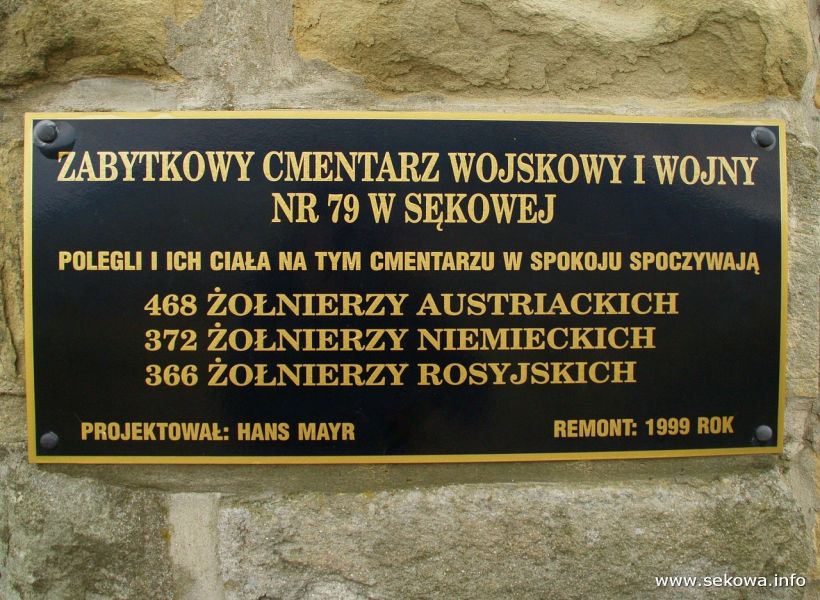 ZABYTKOWY CMENTARZ WOJSKOWY I WOJNY
NR 79 W SĘKOWEJ
POLEGLI I ICH CIAŁA NA TYM CMENTARZU W SPOKOJU SPOCZYWAJĄ
468 ŻOŁNIERZY AUSTRIACKICH
372 ŻOŁNIERZY NIEMIECKICH
366 ŻOŁNIERZY ROSYJSKICH
PROJEKTOWAŁ: HANS MAYR
REMONT: 1999 ROK
www.sekowa.info